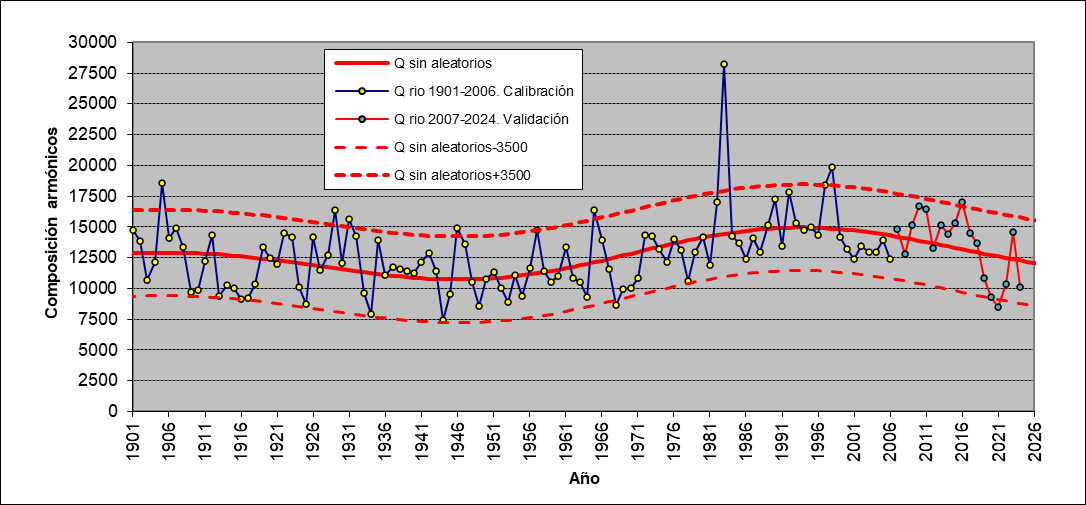 30000
27500
25000
22500
20000
17500
15000
12500
10000
7500
5000
2500
0
Composición armónicos
Q sin aleatorios
Q rio 1901-2006. Calibración
Q rio 2007-2024. Validación
Q sin aleatorios-3500
Q sin aleatorios+3500
1901 1906 1911 1916 1921 1926 1931 1936 1941 1946 1951 1956 1961 1966 1971 1976 1981 1986 1991 1996 2001 2006 2011 2016 2021 2026
Año